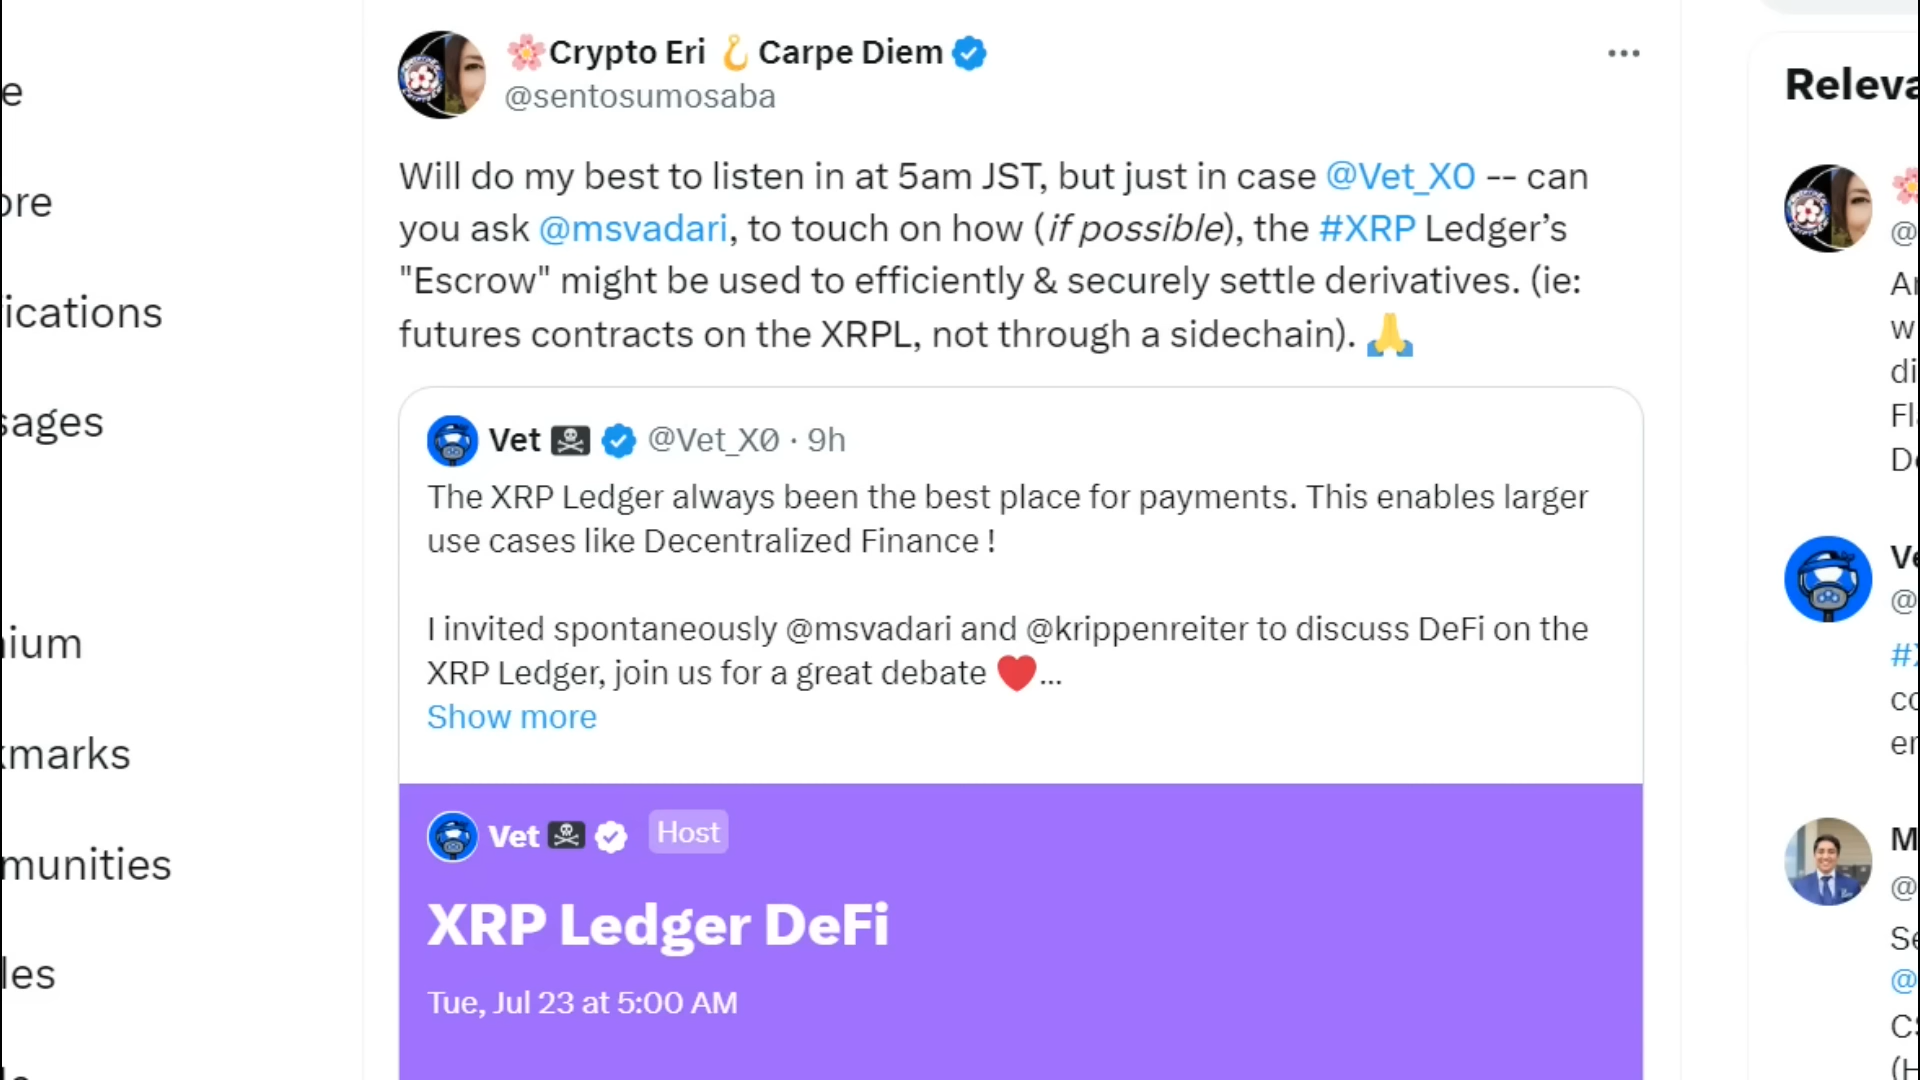 Crypto Eri Carpe Diem
@sentosumosaba
Will do my best to listen in at 5am JST, but just in case @Vet_X0 -- can
you ask @msvadari, to touch on how (if possible), the #XRP Ledger’s
"Escrow" might be used to efficiently & securely settle derivatives. (ie:
futures contracts on the XRPL, not through a sidechain). 🙏
Vet ☠ @Vet_X0 · 9h
The XRP Ledger always been the best place for payments. This enables larger
use cases like Decentralized Finance !
I invited spontaneously @msvadari and @krippenreiter to discuss DeFi on the
XRP Ledger, join us for a great debate ❤️...
Show more
Vet ☠ Host
XRP Ledger DeFi
Tue, Jul 23 at 5:00 AM
e
ore
ications
sages
ium
kmarks
munities
les
Releva
@
w
di
@
#
er
M
@
@